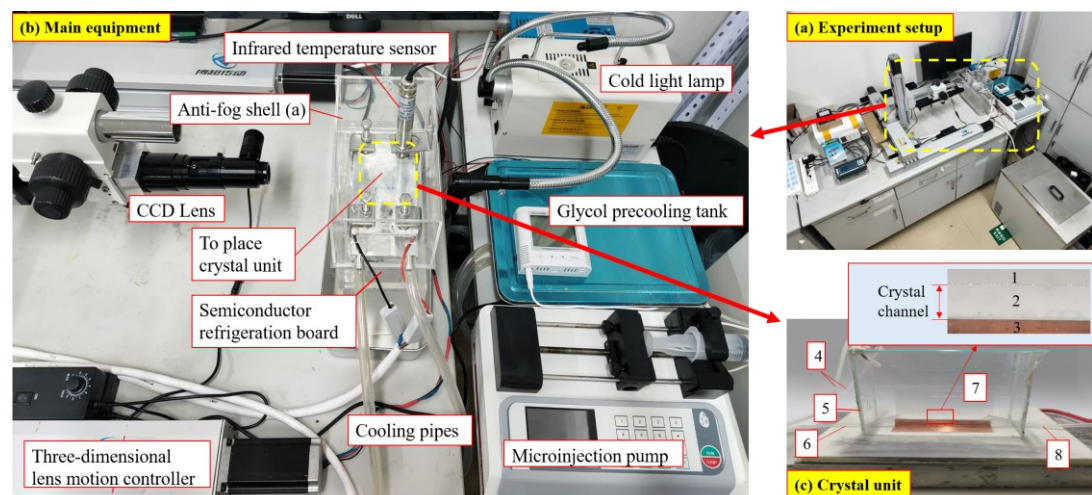 (b) Main equipment
DELL
Infrared temperature sensor
Cold light lamp
Anti-fog shell (a)
CCD Lens
Glycol precooling tank
To place
crystal unit
Semiconductor
refrigeration board
Cooling pipes
Three-dimensional
lens motion controller
Microinjection pump
(a) Experiment setup
Crystal
channel
1
2
3
4
5
6
7
8
(c) Crystal unit